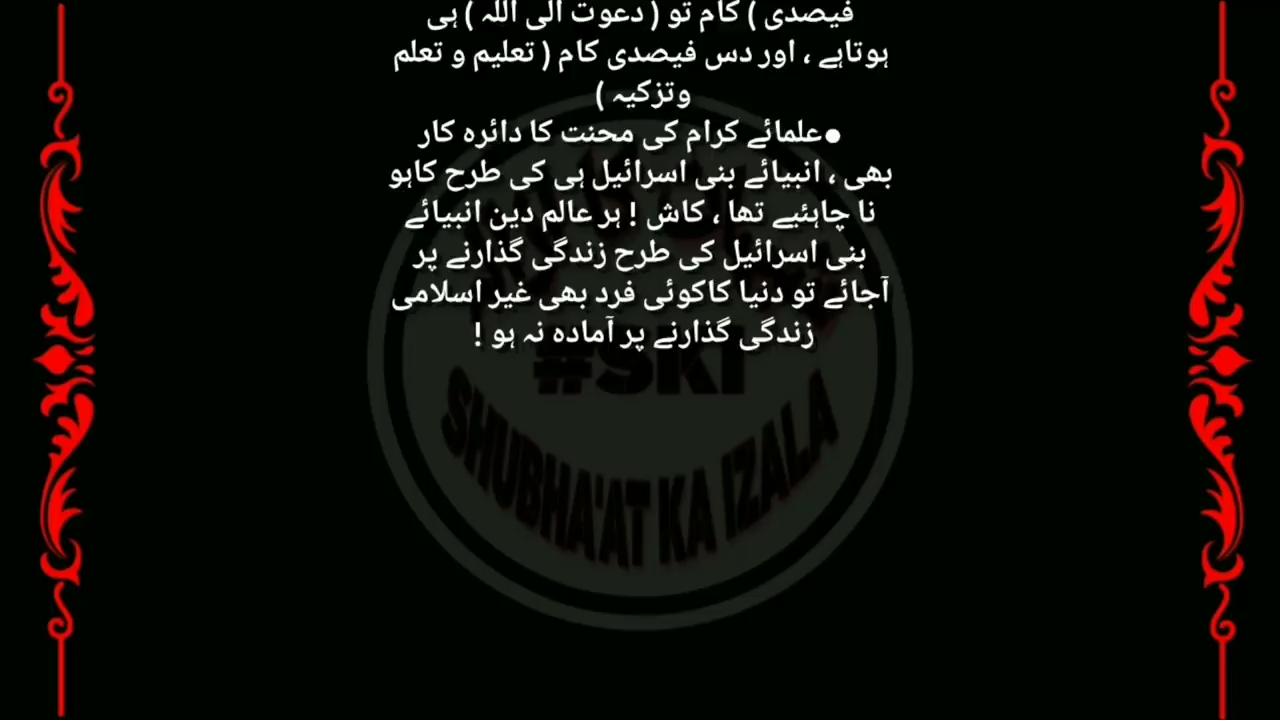 فیصدی ) کام تو ( دعوت الی اللہ ) ہی
ہوتاہے ، اور دس فیصدی کام ( تعلیم و تعلم
وتزکیہ )
●علمائے کرام کی محنت کا دائرہ کار
بھی ، انبیائے بنی اسرائیل ہی کی طرح کاہو
نا چاہئیے تھا ، کاش ! ہر عالم دین انبیائے
بنی اسرائیل کی طرح زندگی گذارنے پر
آجائے تو دنیا کاکوئی فرد بھی غیر اسلامی
زندگی گذارنے پر آمادہ نہ ہو !
#SKI
SHUBHA'AT KA IZALA